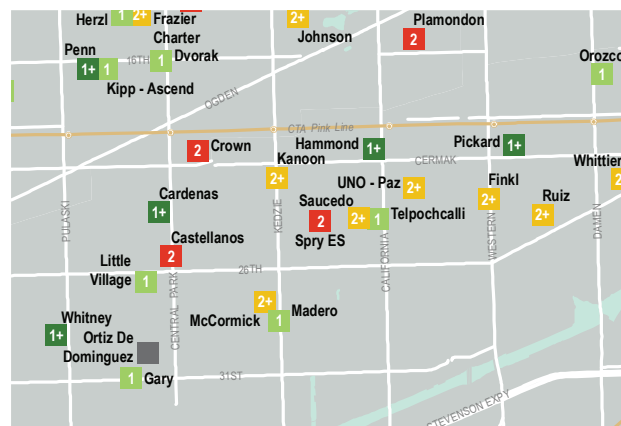 Herzl
1
2+
Frazier
Charter
2+
Johnson
Plamondon
2
Penn
1+
16TH
1
Dvorak
Kipp - Ascend
Orozco
1
OGDEN
CTA Pink Line
Crown
2
Hammond
1+
Pickard
1+
CERMAK
Kanoon
2+
Whittier
2+
UNO - Paz
2+
Finkl
2+
Cardenas
1+
Saucedo
2
Spry ES
2+
1
Telpochcalli
Ruiz
2+
PULASKI
KEDZIE
CALIFORNIA
WESTERN
DAMEN
Castellanos
2
Little
Village
1
26TH
CENTRAL PARK
2+
McCormick
1
Madero
Whitney
1+
Ortiz De
Dominguez
1
Gary
31ST
STEVENSON EXPY